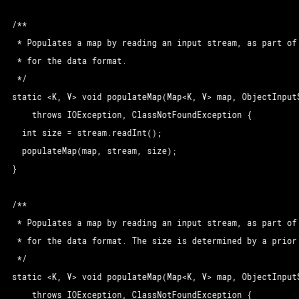 /**
* Populates a map by reading an input stream, as part of
* for the data format.
*/
static <K, V> void populateMap(Map<K, V> map, ObjectInputS
throws IOException, ClassNotFoundException {
int size = stream.readInt();
populateMap(map, stream, size);
}
/**
* Populates a map by reading an input stream, as part of
* for the data format. The size is determined by a prior
*/
static <K, V> void populateMap(Map<K, V> map, ObjectInputS
throws IOException, ClassNotFoundException {